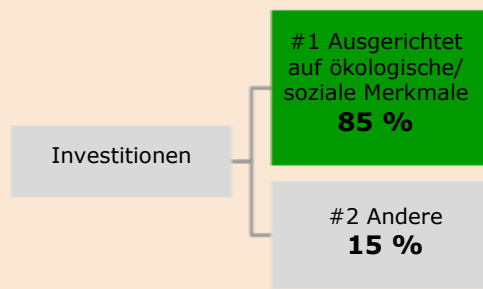 #1 Ausgerichtet
auf ökologische/
soziale Merkmale
85 %
Investitionen
#2 Andere
15 %